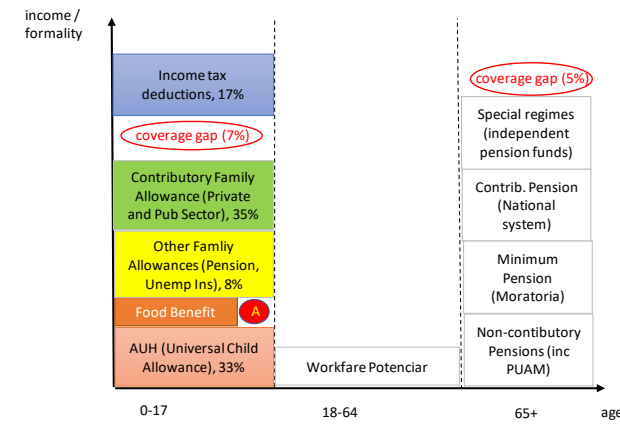 income /
formality
Income tax
deductions, 17%
coverage gap (7%)
Contributory Family
Allowance (Private
and Pub Sector), 35%
Other Famliy
Allowances (Pension,
Unemp Ins), 8%
Food Benefit
A
AUH (Universal Child
Allowance), 33%
Workfare Potenciar
coverage gap (5%)
Special regimes
(independent
pension funds)
Contrib. Pension
(National
system)
Minimum
Pension
(Moratoria)
Non-contibutory
Pensions (inc
PUAM)
0-17
18-64
65+
age